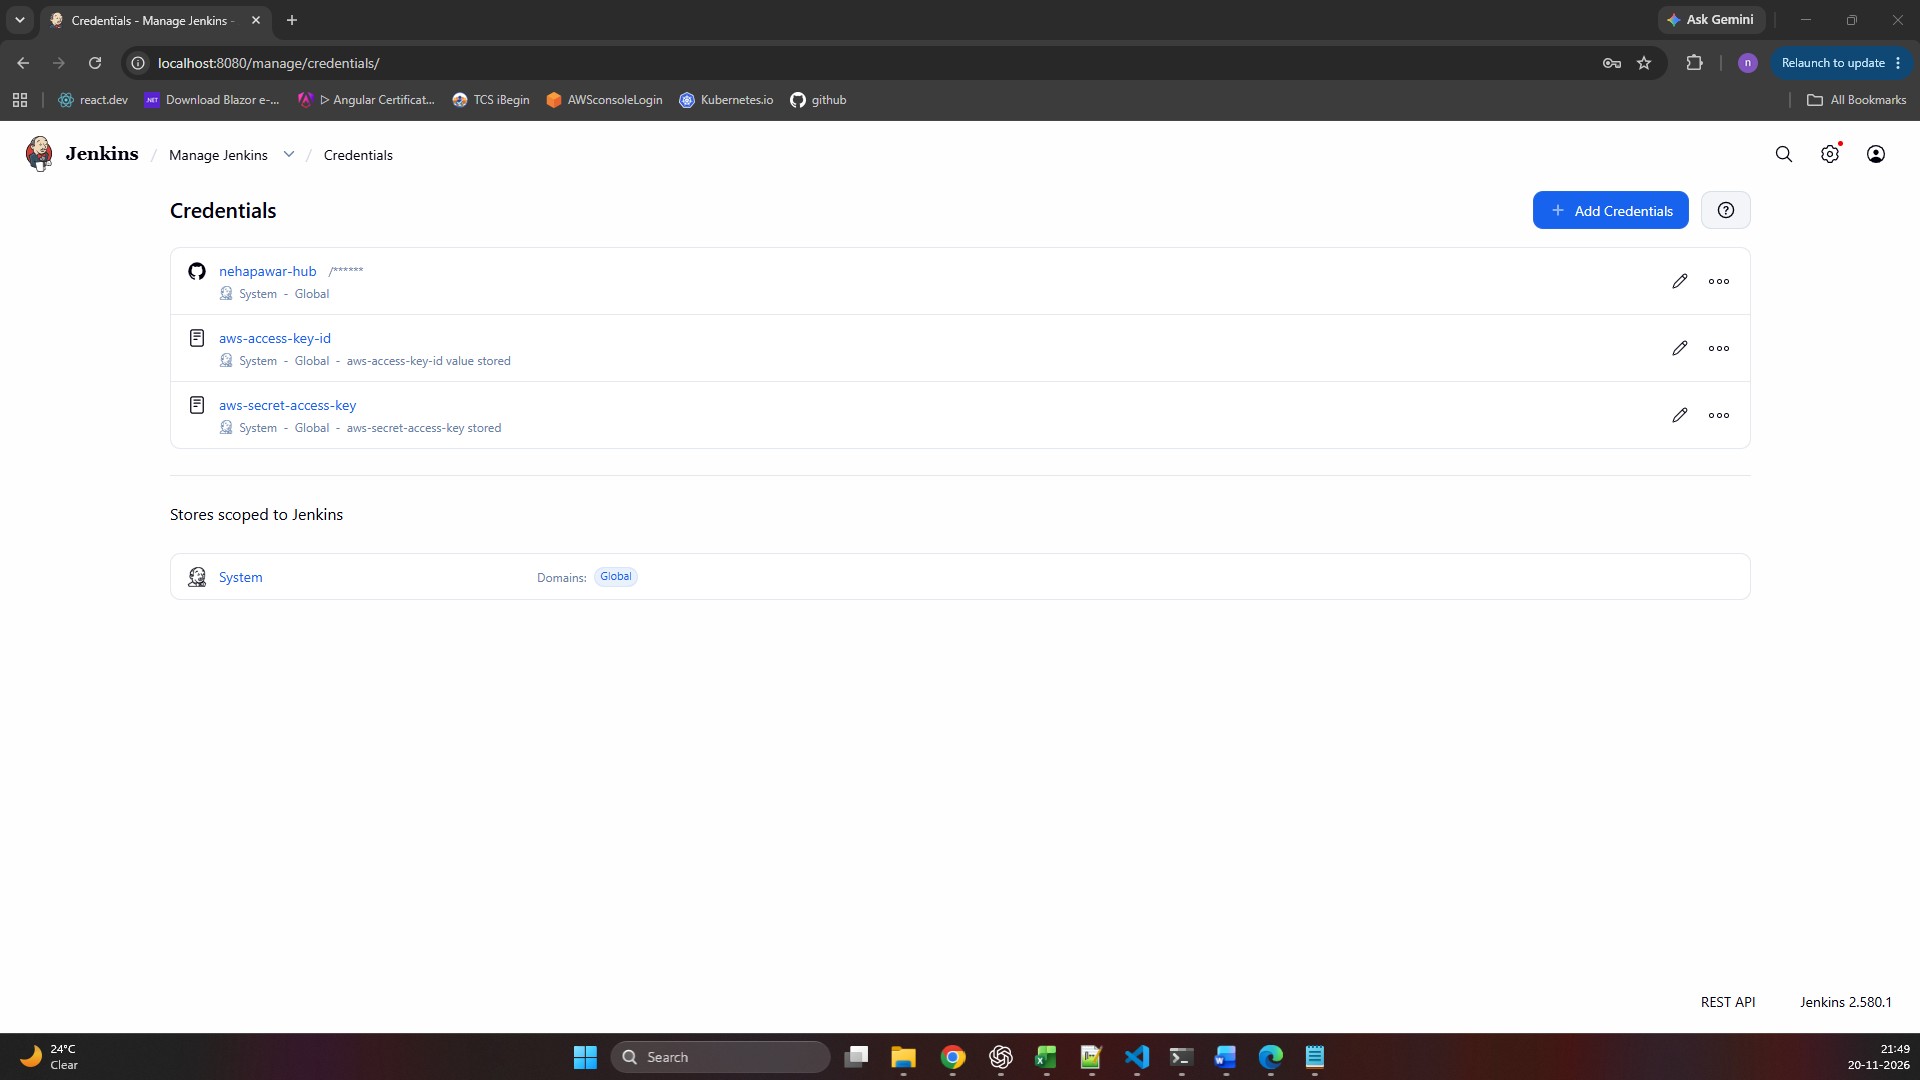 Credentials - Manage Jenkins -
Ask Gemini
localhost:8080/manage/credentials/
n
Relaunch to update
react.dev
.NET
Download Blazor e-...
▷ Angular Certificat...
TCS iBegin
AWSconsoleLogin
Kubernetes.io
github
All Bookmarks
Jenkins / Manage Jenkins / Credentials
Credentials
+ Add Credentials
nehapawar-hub /******
System - Global
aws-access-key-id
System - Global - aws-access-key-id value stored
aws-secret-access-key
System - Global - aws-secret-access-key stored
Stores scoped to Jenkins
System
Domains: Global
REST API
Jenkins 2.580.1
24°C
Clear
Search
21:49
20-11-2026